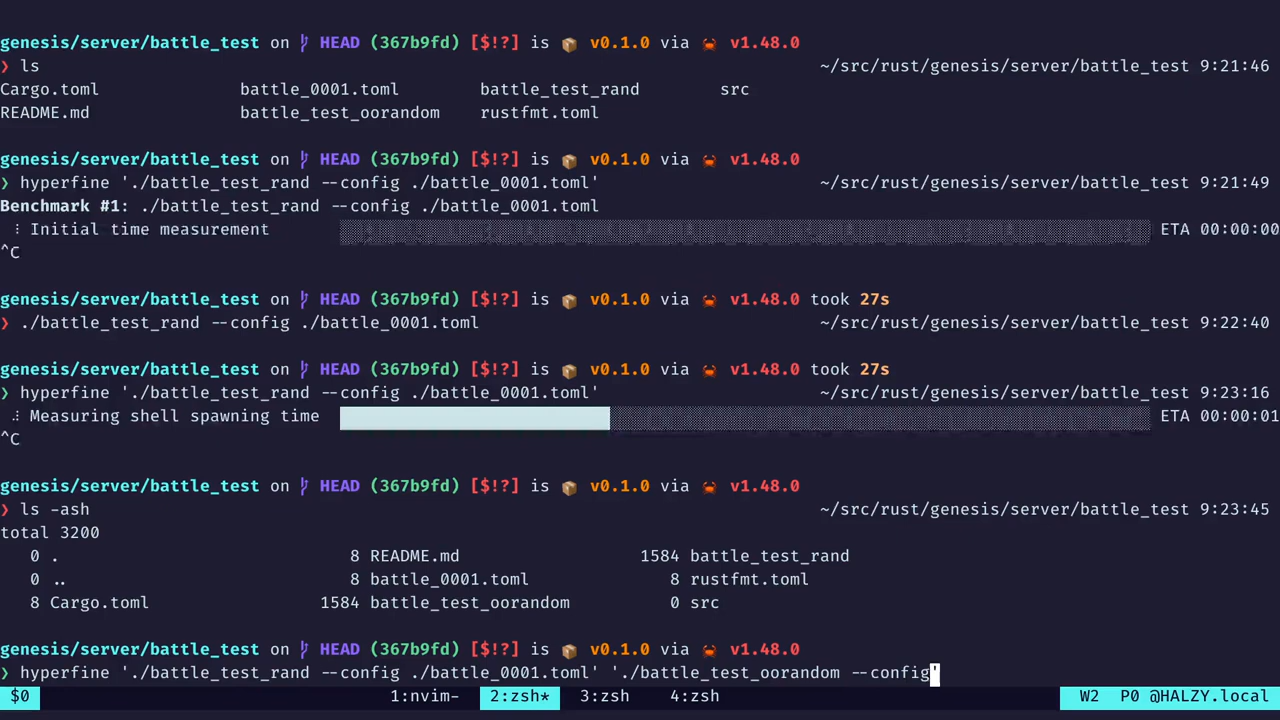 genesis/server/battle_test on HEAD (367b9fd) [$!?] is 📦 v0.1.0 via 🦀 v1.48.0
❯ ls ~/src/rust/genesis/server/battle_test 9:21:46
Cargo.toml battle_0001.toml battle_test_rand src
README.md battle_test_oorandom rustfmt.toml
genesis/server/battle_test on HEAD (367b9fd) [$!?] is 📦 v0.1.0 via 🦀 v1.48.0
❯ hyperfine './battle_test_rand --config ./battle_0001.toml' ~/src/rust/genesis/server/battle_test 9:21:49
Benchmark #1: ./battle_test_rand --config ./battle_0001.toml
Initial time measurement ETA 00:00:00
^C
genesis/server/battle_test on HEAD (367b9fd) [$!?] is 📦 v0.1.0 via 🦀 v1.48.0 took 27s
❯ ./battle_test_rand --config ./battle_0001.toml ~/src/rust/genesis/server/battle_test 9:22:40
genesis/server/battle_test on HEAD (367b9fd) [$!?] is 📦 v0.1.0 via 🦀 v1.48.0 took 27s
❯ hyperfine './battle_test_rand --config ./battle_0001.toml' ~/src/rust/genesis/server/battle_test 9:23:16
Measuring shell spawning time ETA 00:00:01
^C
genesis/server/battle_test on HEAD (367b9fd) [$!?] is 📦 v0.1.0 via 🦀 v1.48.0
❯ ls -ash ~/src/rust/genesis/server/battle_test 9:23:45
total 3200
0 . 8 README.md 1584 battle_test_rand
0 .. 8 battle_0001.toml 8 rustfmt.toml
8 Cargo.toml 1584 battle_test_oorandom 0 src
genesis/server/battle_test on HEAD (367b9fd) [$!?] is 📦 v0.1.0 via 🦀 v1.48.0
❯ hyperfine './battle_test_rand --config ./battle_0001.toml' './battle_test_oorandom --config'
$0 1:nvim- 2:zsh* 3:zsh 4:zsh W2 P0 @HALZY.local